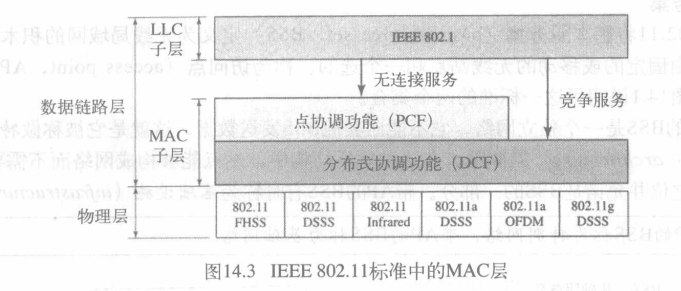 LLC
子层
IEEE 802.1
无连接服务
竞争服务
数据链路层
MAC
子层
点协调功能（PCF）
分布式协调功能（DCF）
物理层
802.11
FHSS
802.11
DSSS
802.11
Infrared
802.11a
DSSS
802.11a
OFDM
802.11g
DSSS
图14.3 IEEE 802.11标准中的MAC层